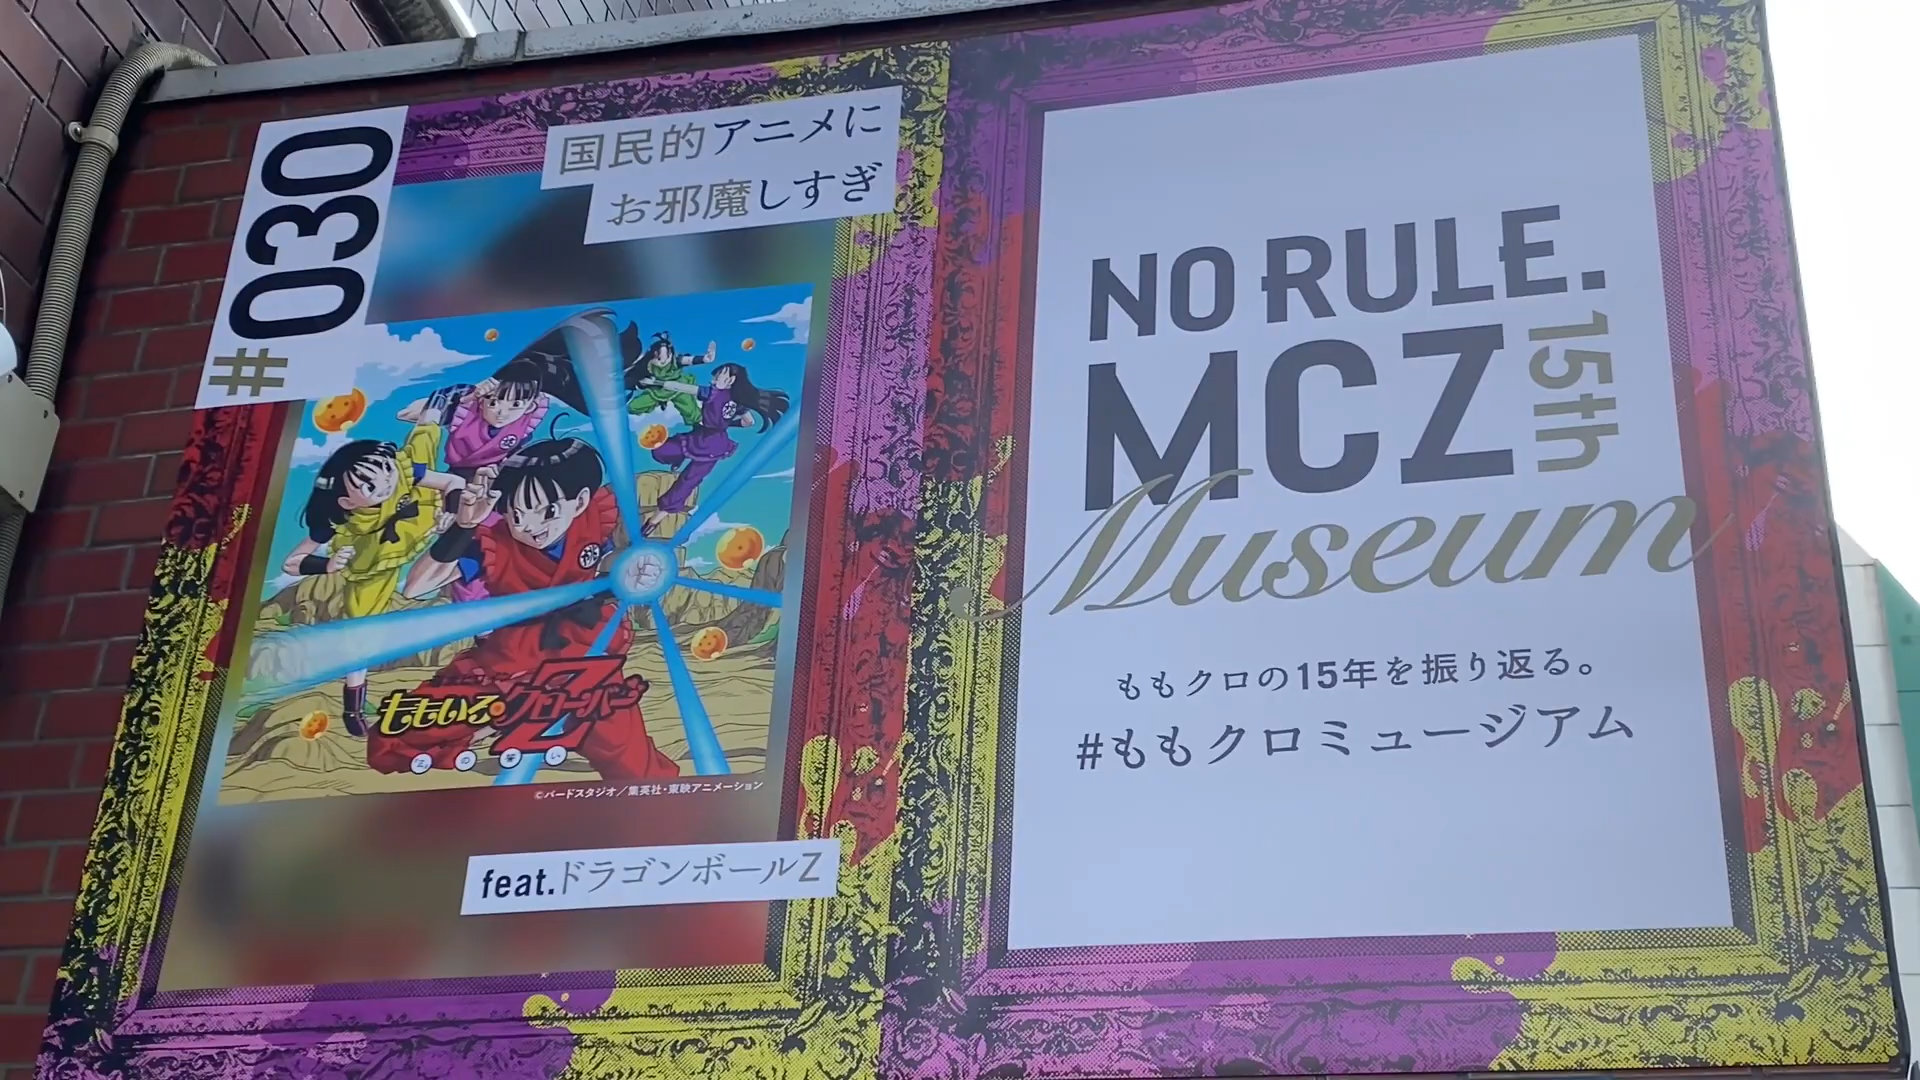 #030
国民的アニメに
お邪魔しすぎ
ももいろクローバーZ
『Z』の誓い
©バードスタジオ/集英社・東映アニメーション
feat.ドラゴンボールZ
NO RULE.
MCZ 15th
Museum
ももクロの15年を振り返る。
#ももクロミュージアム